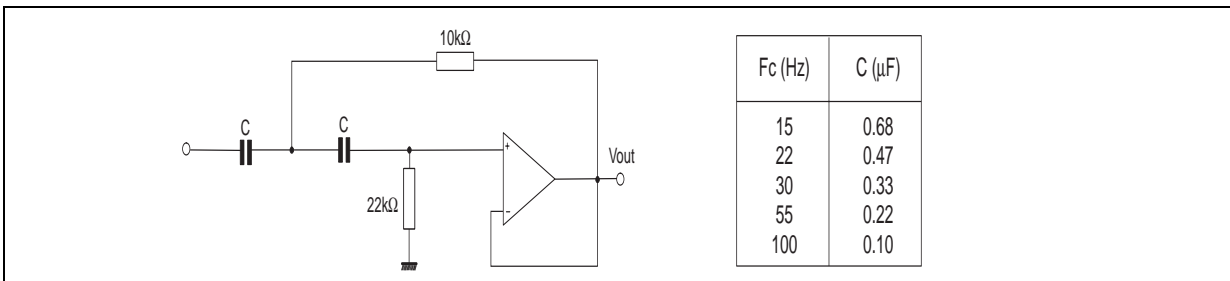 10kΩ
C
C
+
Vout
22kΩ
-
Fc (Hz) C (μF)
15 0.68
22 0.47
30 0.33
55 0.22
100 0.10